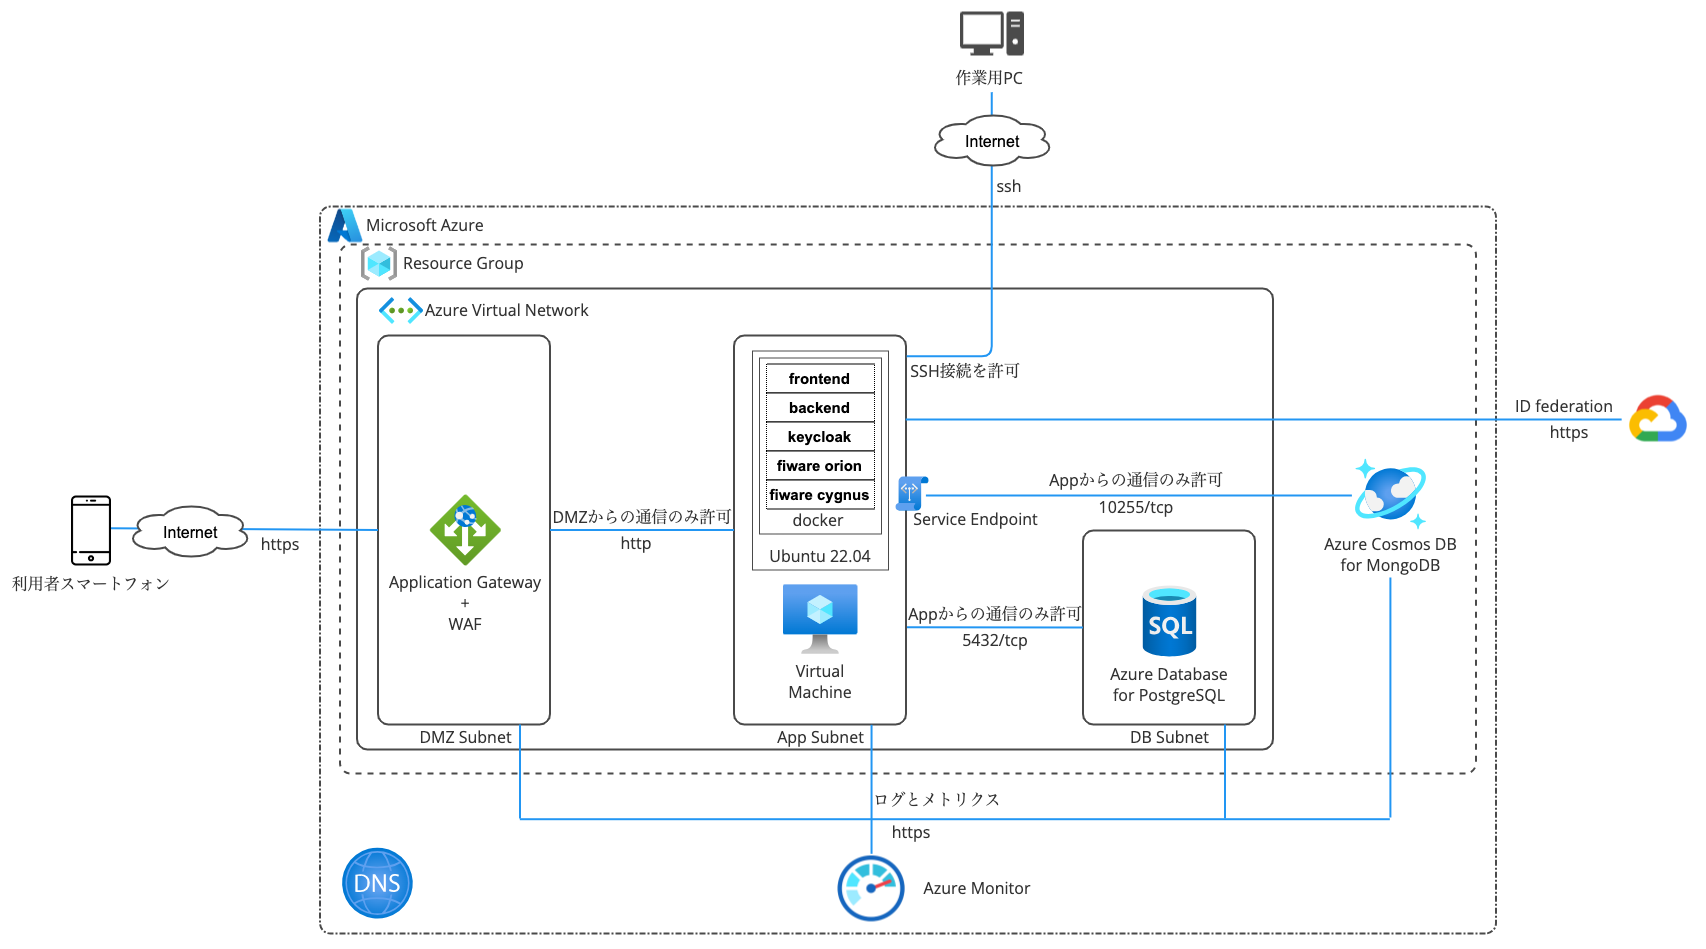 作業用PC
Internet
ssh
Microsoft Azure
Resource Group
Azure Virtual Network
frontend
backend
keycloak
fiware orion
fiware cygnus
docker
Ubuntu 22.04
Virtual
Machine
App Subnet
SSH接続を許可
ID federation
https
Appからの通信のみ許可
10255/tcp
Service Endpoint
Azure Cosmos DB
for MongoDB
利用者スマートフォン
Internet
https
Application Gateway
+
WAF
DMZ Subnet
DMZからの通信のみ許可
http
Appからの通信のみ許可
5432/tcp
SQL
Azure Database
for PostgreSQL
DB Subnet
ログとメトリクス
https
DNS
Azure Monitor